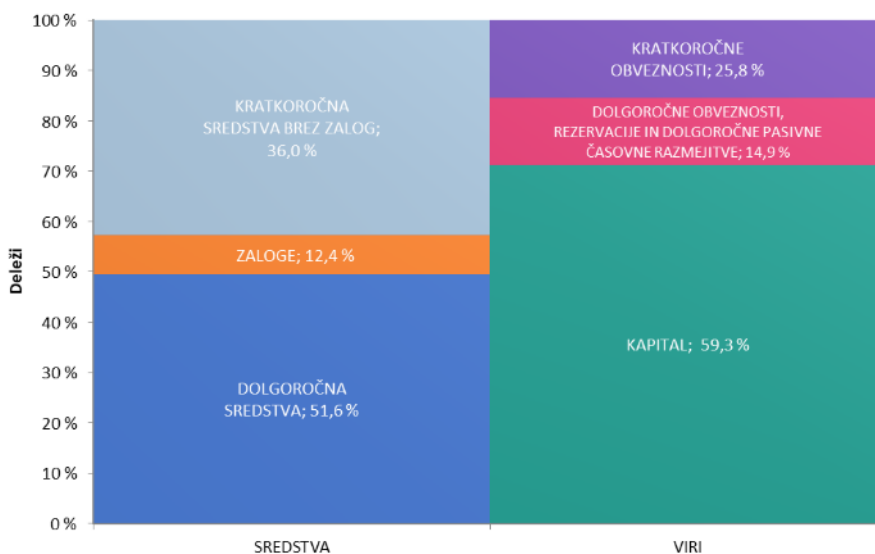 100 %
90 %
80 %
70 %
60 %
50 %
40 %
30 %
20 %
10 %
0 %
Deleži
KRATKOROČNA
SREDSTVA BREZ ZALOG;
36,0 %
ZALOGE; 12,4 %
DOLGOROČNA
SREDSTVA; 51,6 %
KRATKOROČNE
OBVEZNOSTI; 25,8 %
DOLGOROČNE OBVEZNOSTI,
REZERVACIJE IN DOLGOROČNE PASIVNE
ČASOVNE RAZMEJITVE; 14,9 %
KAPITAL; 59,3 %
SREDSTVA
VIRI